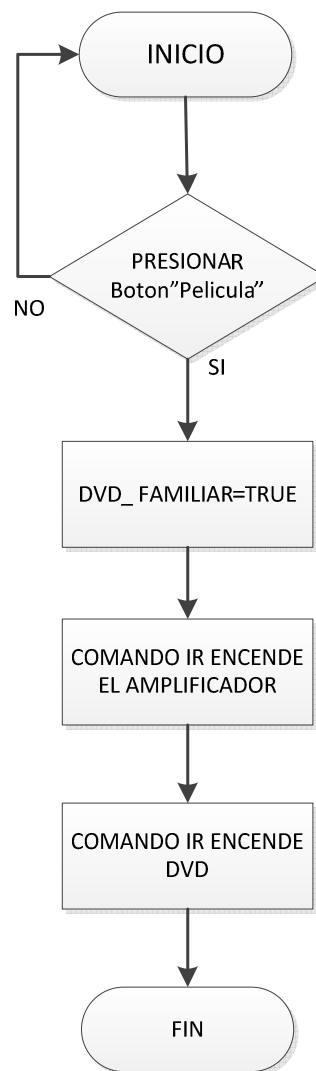 INICIO
PRESIONAR
Boton"Pelicula"
NO
SI
DVD_ FAMILIAR=TRUE
COMANDO IR ENCENDE
EL AMPLIFICADOR
COMANDO IR ENCENDE
DVD
FIN